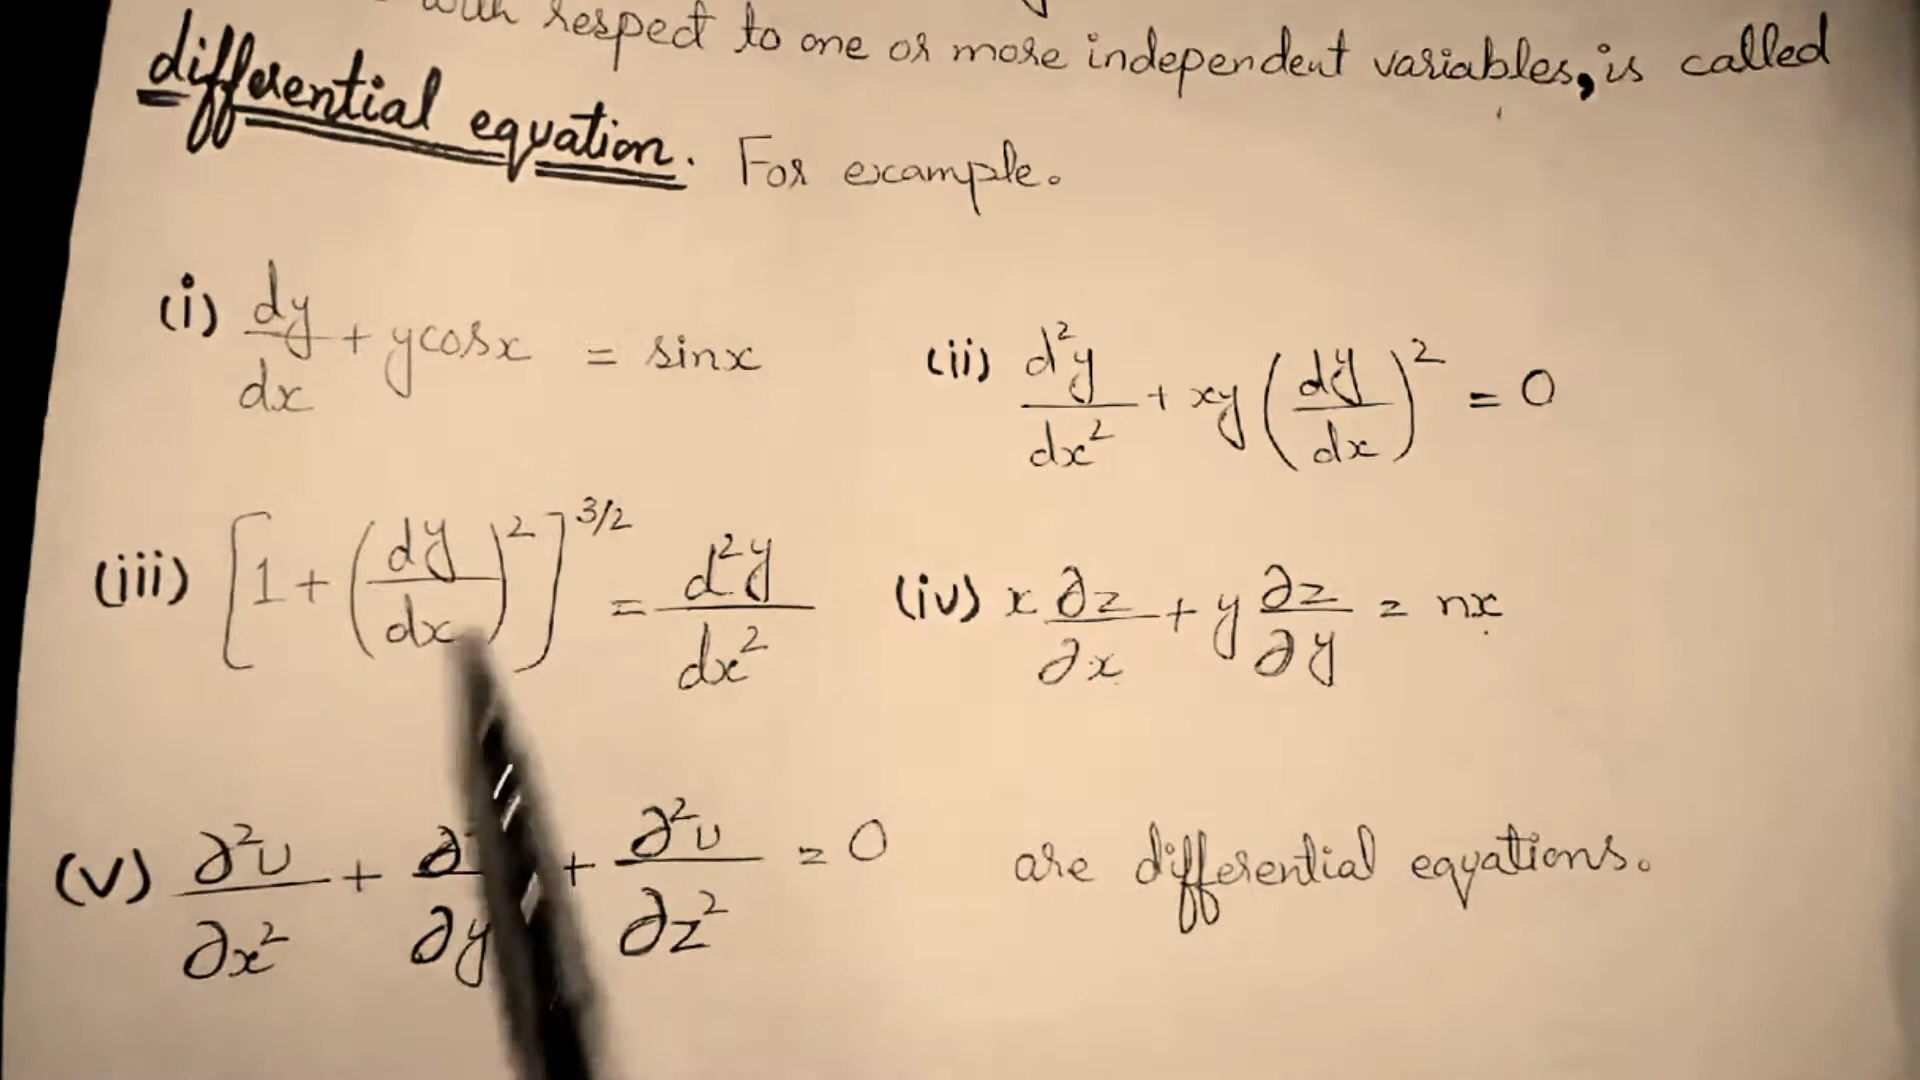 with respect to one or more independent variables, is called
differential equation. For example.
(i) dy/dx + ycosx = sinx
(ii) d²y/dx² + xy(dy/dx)² = 0
(iii) [1 + (dy/dx)²]^3/2 = d²y/dx²
(iv) x ∂z/∂x + y ∂z/∂y = nx
(v) ∂²υ/∂x² + ∂/∂y + ∂²υ/∂z² = 0
are differential equations.